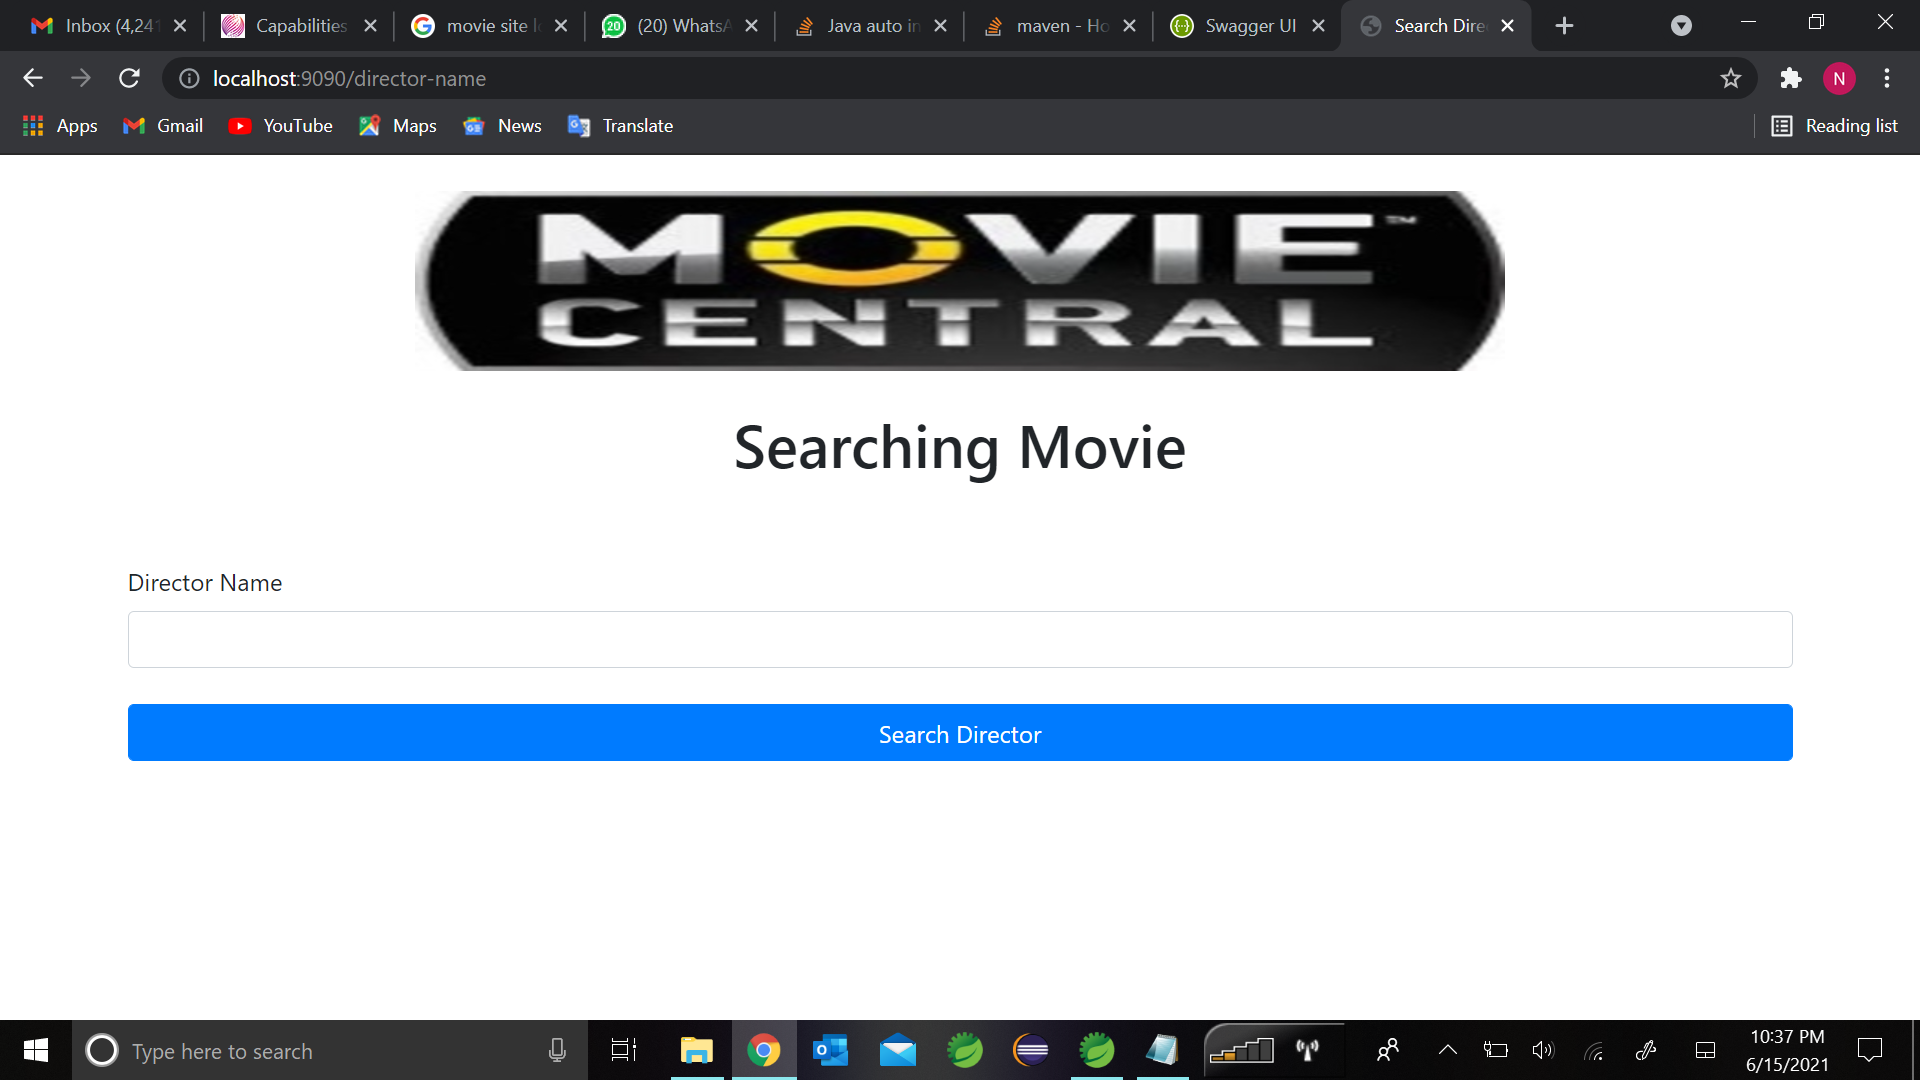 Inbox (4,241
Capabilities
movie site lo
(20) WhatsA
Java auto in
maven - Ho
Swagger UI
Search Dire
localhost:9090/director-name
N
Apps
Gmail
YouTube
Maps
News
Translate
Reading list
MOVIE™
CENTRAL
Searching Movie
Director Name
Search Director
Type here to search
10:37 PM
6/15/2021